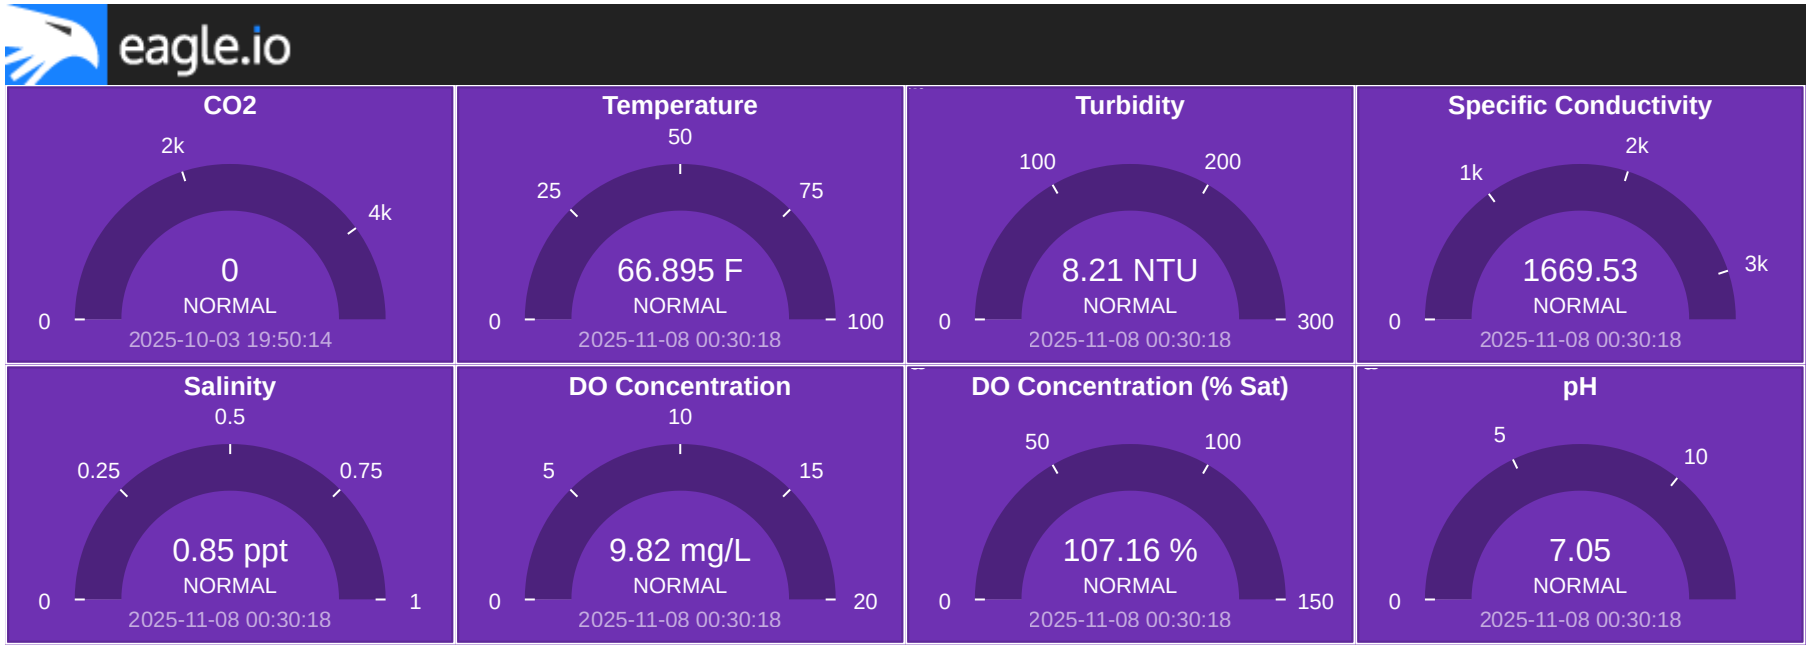 eagle.io
CO2
2k
4k
0
0
NORMAL
2025-10-03 19:50:14
Temperature
50
25
75
66.895 F
NORMAL
0
100
2025-11-08 00:30:18
Turbidity
100
200
8.21 NTU
NORMAL
0
300
2025-11-08 00:30:18
Specific Conductivity
2k
1k
3k
1669.53
NORMAL
0
2025-11-08 00:30:18
Salinity
0.5
0.25
0.75
0.85 ppt
NORMAL
0
1
2025-11-08 00:30:18
DO Concentration
10
5
15
9.82 mg/L
NORMAL
0
20
2025-11-08 00:30:18
DO Concentration (% Sat)
50
100
107.16 %
NORMAL
0
150
2025-11-08 00:30:18
pH
5
10
7.05
NORMAL
0
2025-11-08 00:30:18